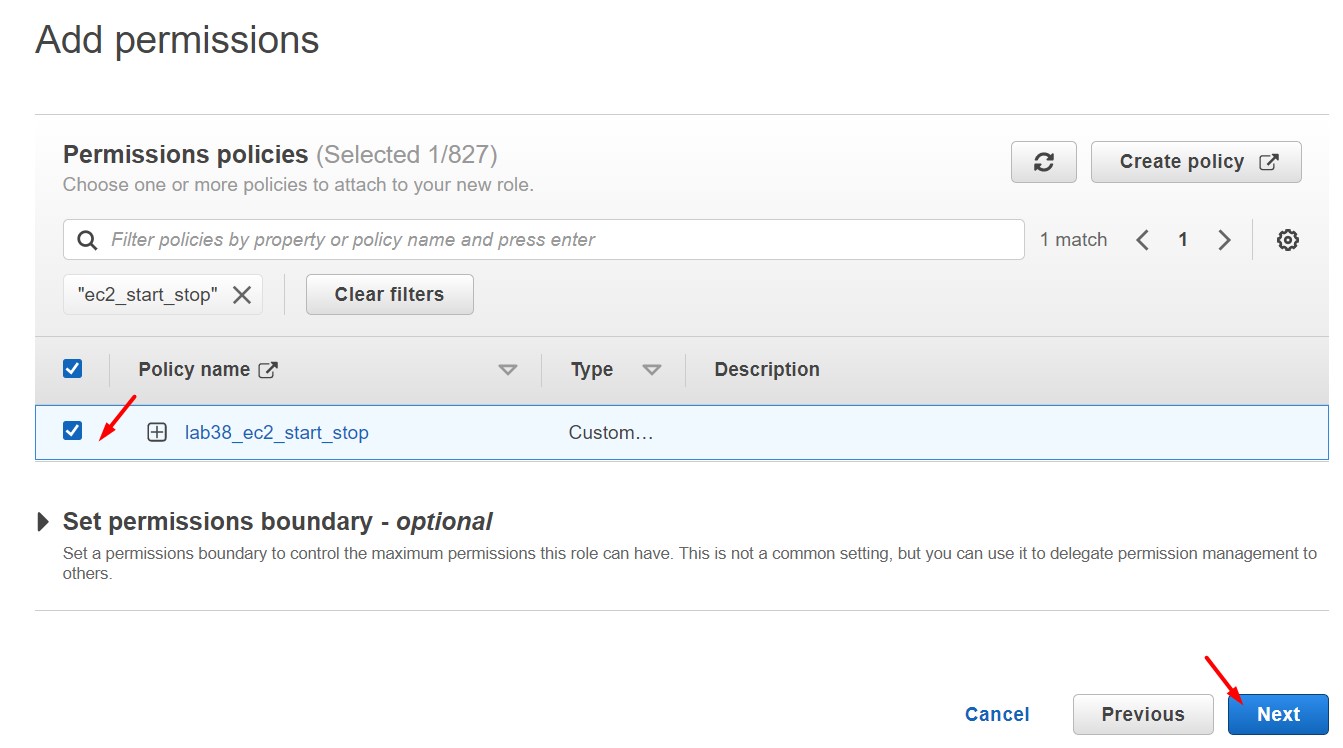 Add permissions
Permissions policies (Selected 1/827)
Create policy
Choose one or more policies to attach to your new role.
Filter policies by property or policy name and press enter
1 match
1
"ec2_start_stop"
Clear filters
Policy name
Type
Description
lab38_ec2_start_stop
Custom…
Set permissions boundary - optional
Set a permissions boundary to control the maximum permissions this role can have. This is not a common setting, but you can use it to delegate permission management to
others.
Cancel
Previous
Next